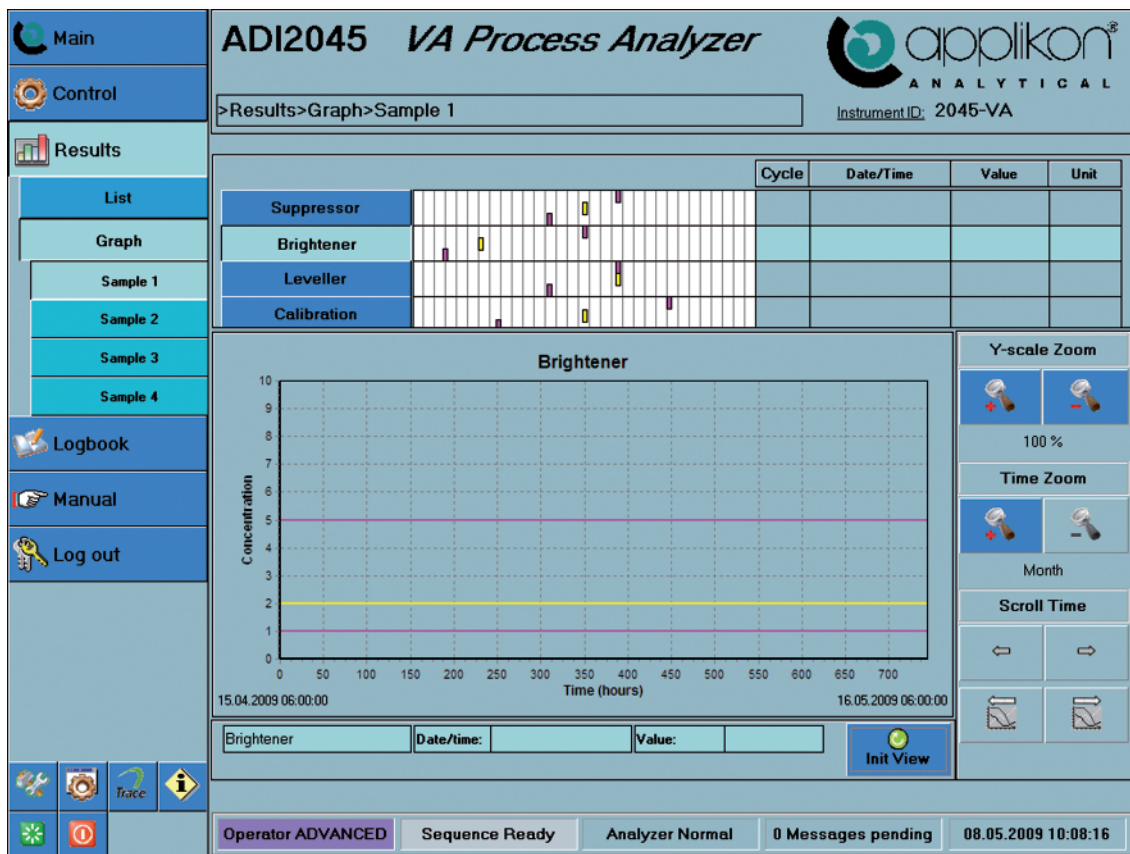 Main
Control
Results
List
Graph
Sample 1
Sample 2
Sample 3
Sample 4
Logbook
Manual
Log out
Trace
ADI2045 VA Process Analyzer
>Results>Graph>Sample 1
applikon®
ANALYTICAL
Instrument ID: 2045-VA
Cycle Date/Time Value Unit
Suppressor
Brightener
Leveller
Calibration
Brightener
Concentration
10
9
8
7
6
5
4
3
2
1
0
0 50 100 150 200 250 300 350 400 450 500 550 600 650 700
Time (hours)
15.04.2009 06:00:00 16.05.2009 06:00:00
Brightener Date/time: Value:
Init View
Y-scale Zoom
100 %
Time Zoom
Month
Scroll Time
Operator ADVANCED Sequence Ready Analyzer Normal 0 Messages pending 08.05.2009 10:08:16